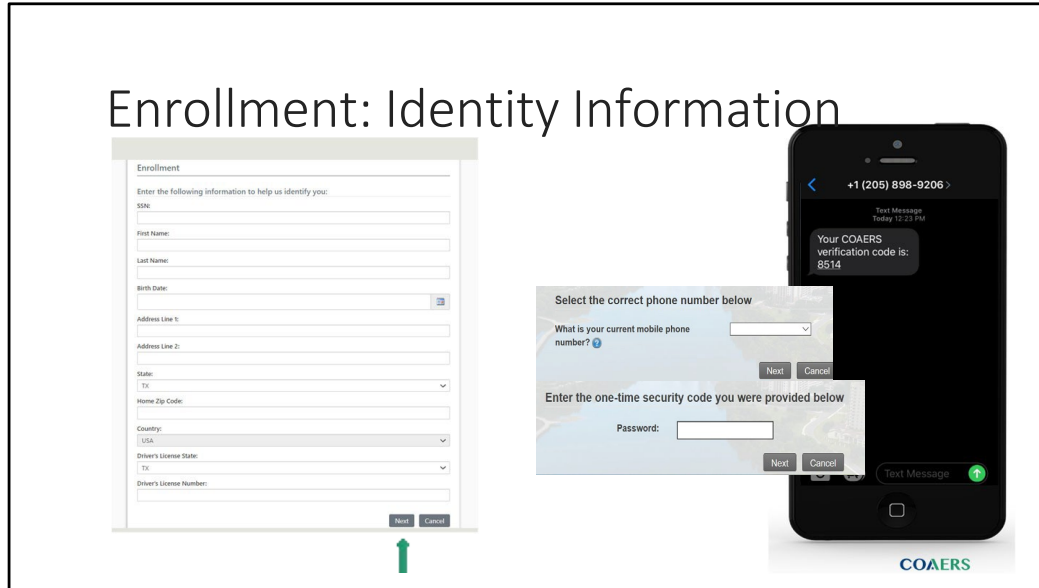 Enrollment: Identity Information
Enrollment
Enter the following information to help us identify you:
SSN:
First Name:
Last Name:
Birth Date:
Address Line 1:
Address Line 2:
State:
TX
Home Zip Code:
Country:
USA
Driver's License State:
TX
Driver's License Number:
Next Cancel
Select the correct phone number below
What is your current mobile phone
number? ?
Next Cancel
Enter the one-time security code you were provided below
Password:
Next Cancel
+1 (205) 898-9206 >
Text Message
Today 12:23 PM
Your COAERS
verification code is:
8514
Text Message
COAERS